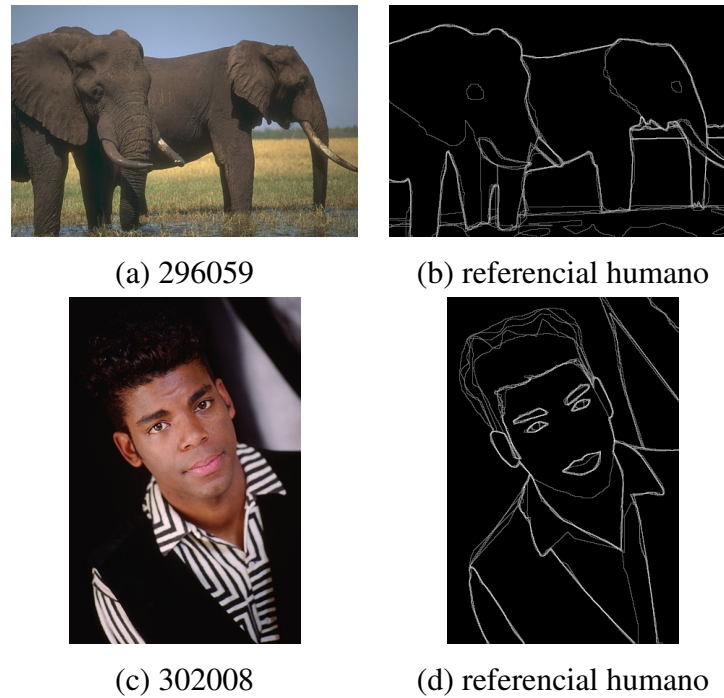 (a) 296059
(b) referencial humano
(c) 302008
(d) referencial humano